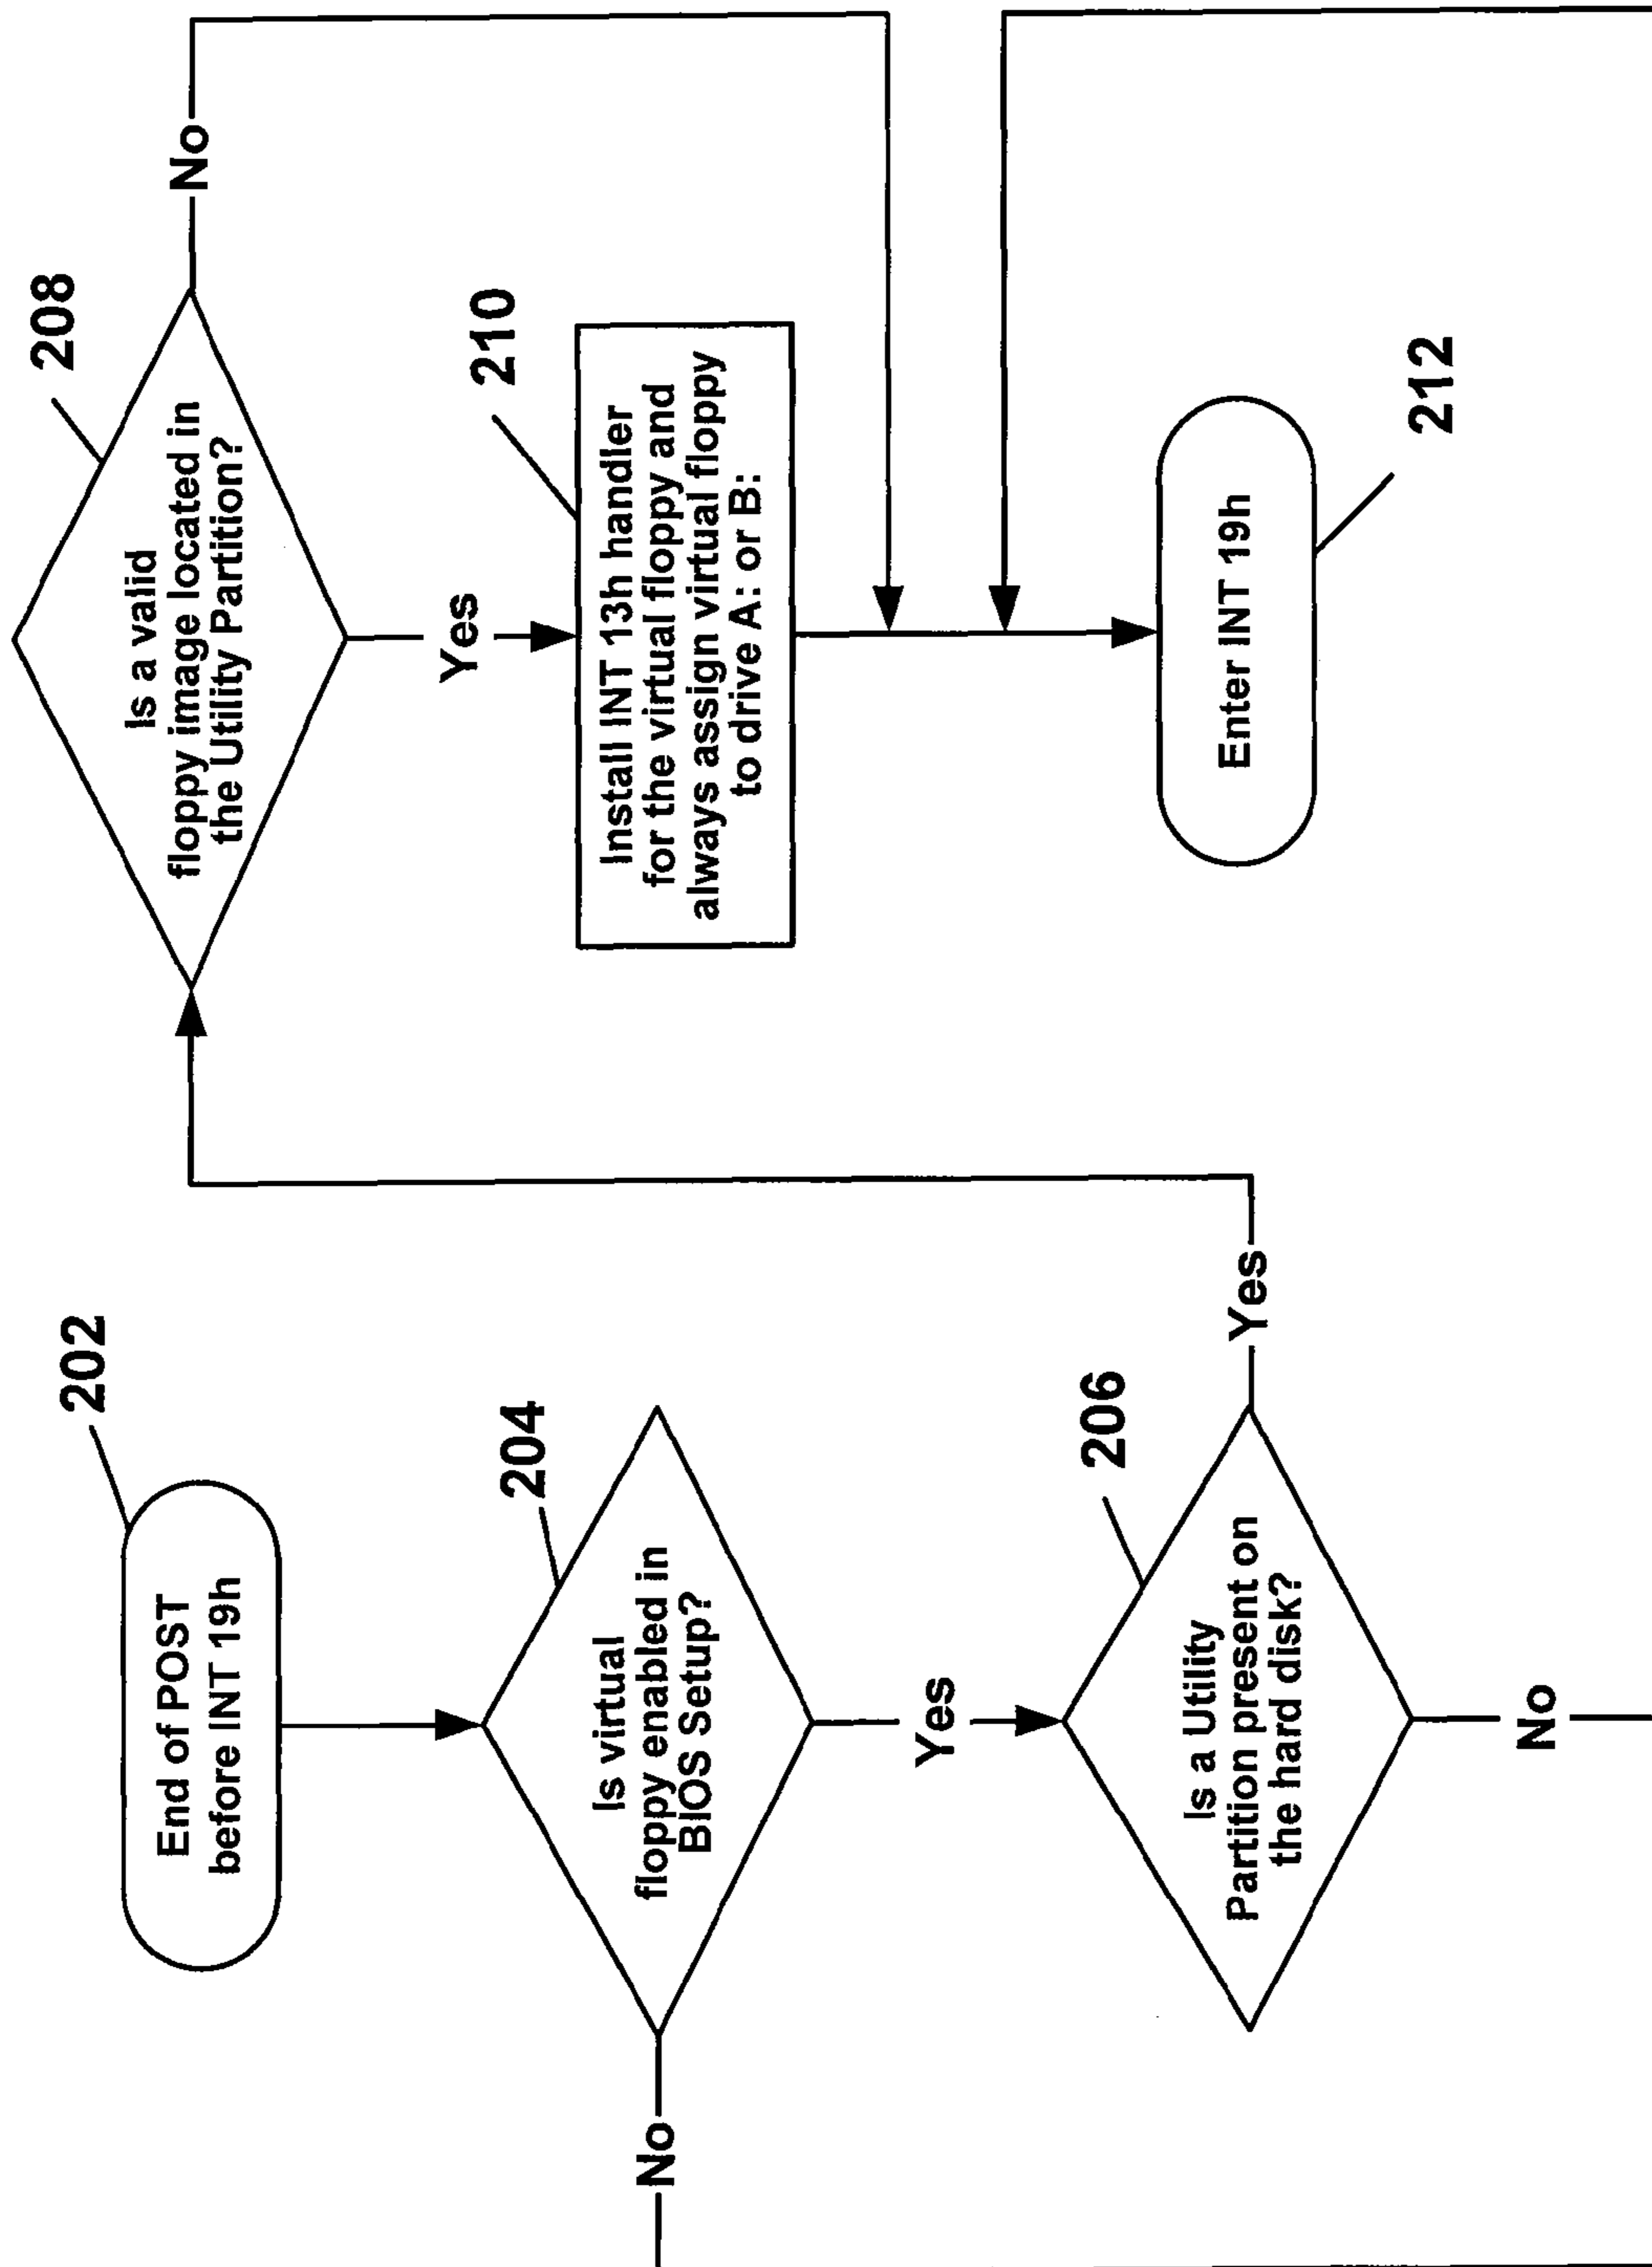 202
End of POST
before INT 19h
204
Is virtual
floppy enabled in
BIOS Setup?
No
Yes
206
Is a Utility
Partition present on
the hard disk?
Yes
No
208
Is a valid
floppy image located in
the Utility Partition?
No
Yes
210
Install INT 13h handler
for the virtual floppy and
always assign virtual floppy
to drive A: or B:
Enter INT 19h
212